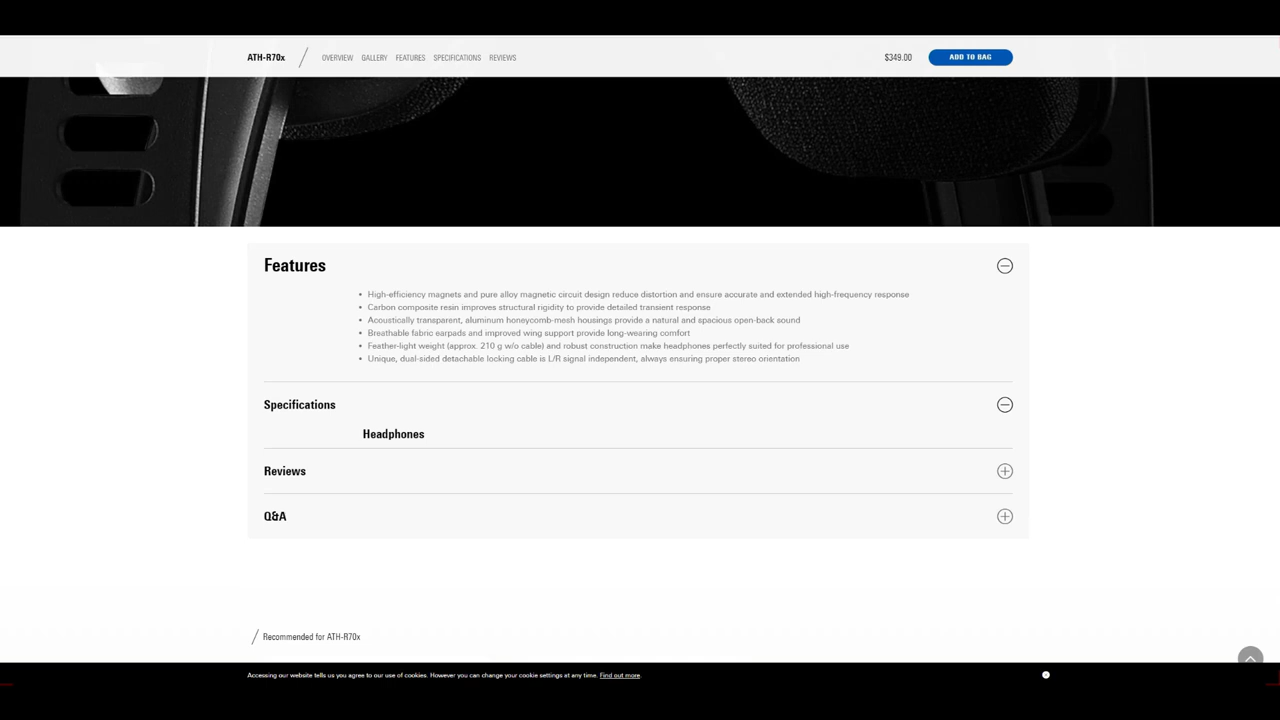 ATH-R70x OVERVIEW GALLERY FEATURES SPECIFICATIONS REVIEWS $349.00 ADD TO BAG
Features
• High-efficiency magnets and pure alloy magnetic circuit design reduce distortion and ensure accurate and extended high-frequency response
• Carbon composite resin improves structural rigidity to provide detailed transient response
• Acoustically transparent, aluminum honeycomb-mesh housings provide a natural and spacious open-back sound
• Breathable fabric earpads and improved wing support provide long-wearing comfort
• Feather-light weight (approx. 210 g w/o cable) and robust construction make headphones perfectly suited for professional use
• Unique, dual-sided detachable locking cable is L/R signal independent, always ensuring proper stereo orientation
Specifications
Headphones
Reviews
Q&A
Recommended for ATH-R70x
Accessing our website tells us you agree to our use of cookies. However you can change your cookie settings at any time. Find out more.